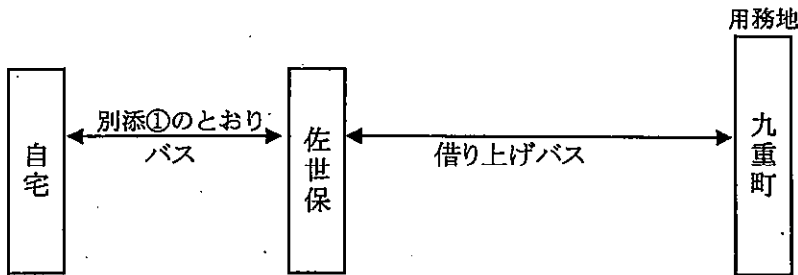 用務地
自宅
別添①のとおり
バス
佐世保
借り上げバス
九重町